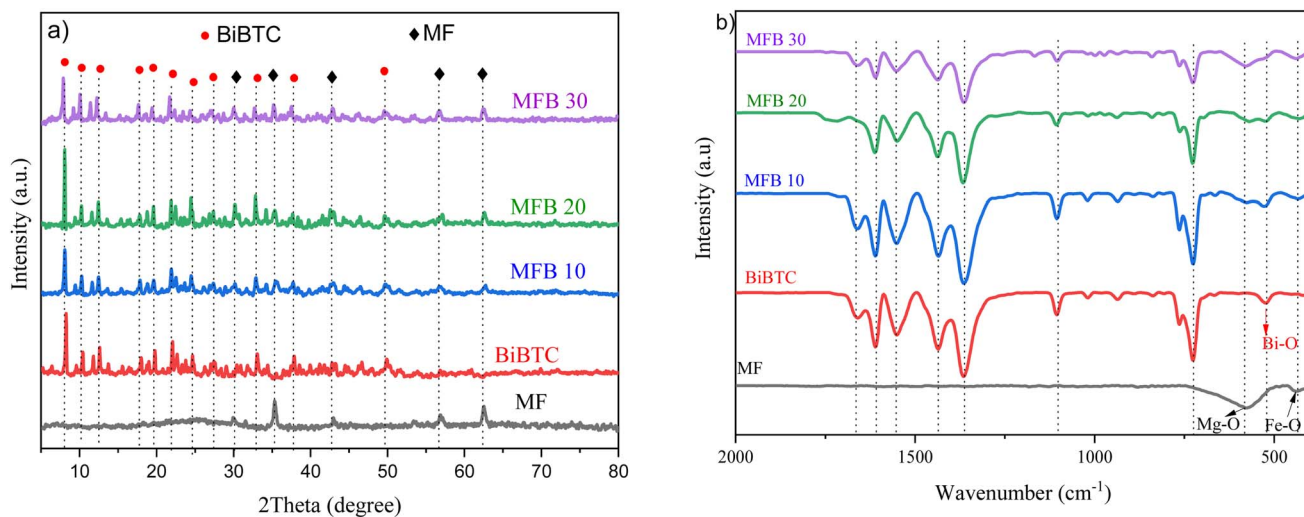 a)
BiBTC
MF
MFB 30
MFB 20
MFB 10
BiBTC
MF
Intensity (a.u.)
5 10 20 30 40 50 60 70 80
2Theta (degree)
b)
MFB 30
MFB 20
MFB 10
BiBTC
Bi-O
MF
Mg-O
Fe-O
Intensity (a.u)
2000 1500 1000 500
Wavenumber (cm-1)